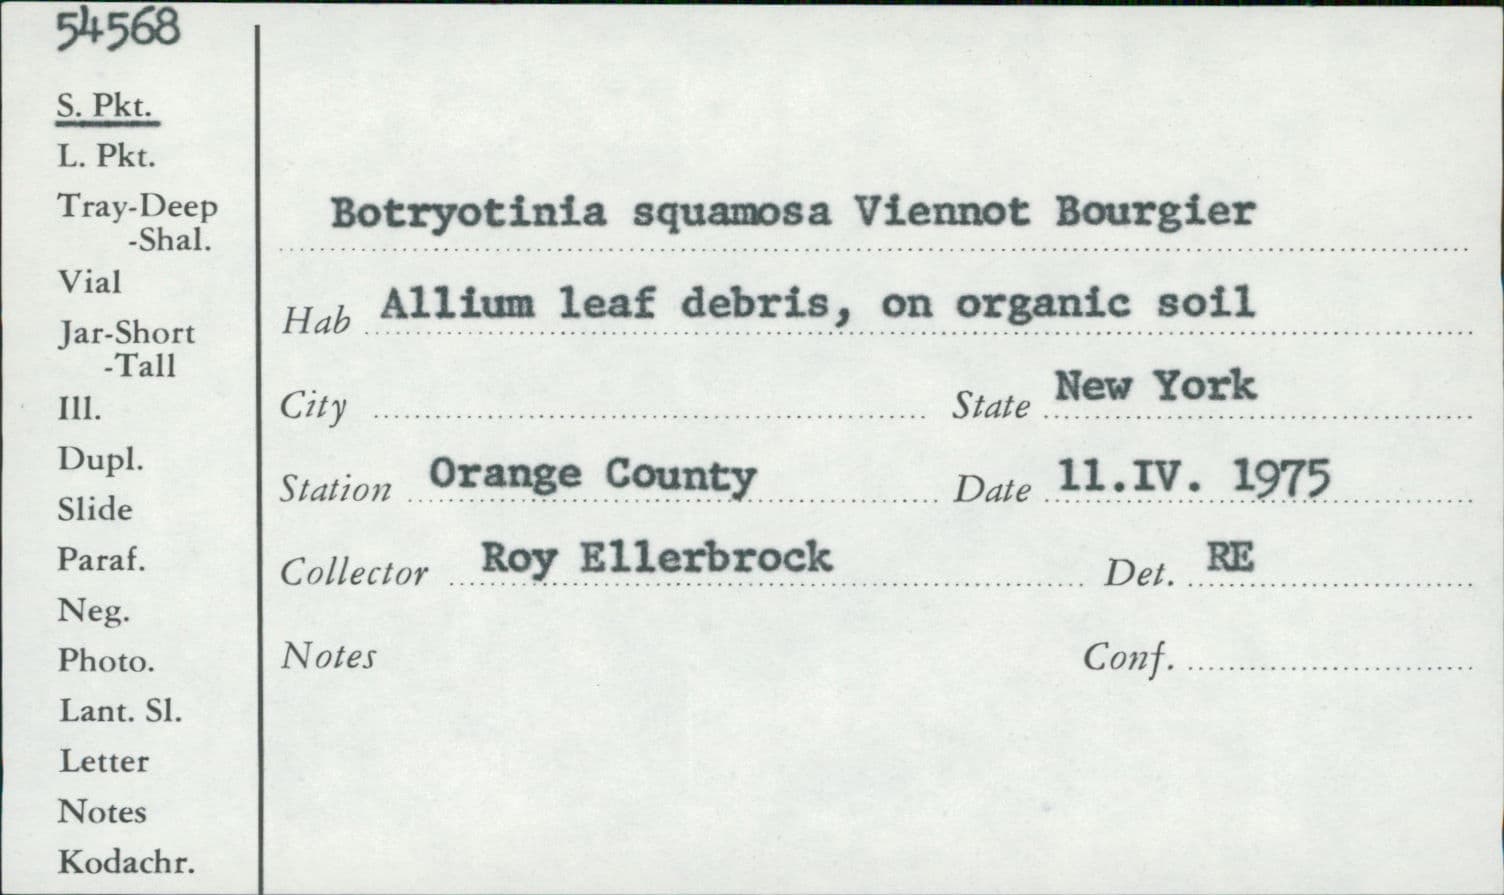 54568
S. Pkt.
L. Pkt.
Tray-Deep
-Shal.
Vial
Jar-Short
-Tall
Ill.
Dupl.
Slide
Paraf.
Neg.
Photo.
Lant. Sl.
Letter
Notes
Kodachr.
Botryotinia squamosa Viennot Bourgier
Hab Allium leaf debris, on organic soil
City State New York
Station Orange County Date 11.IV. 1975
Collector Roy Ellerbrock Det. RE
Notes Conf.